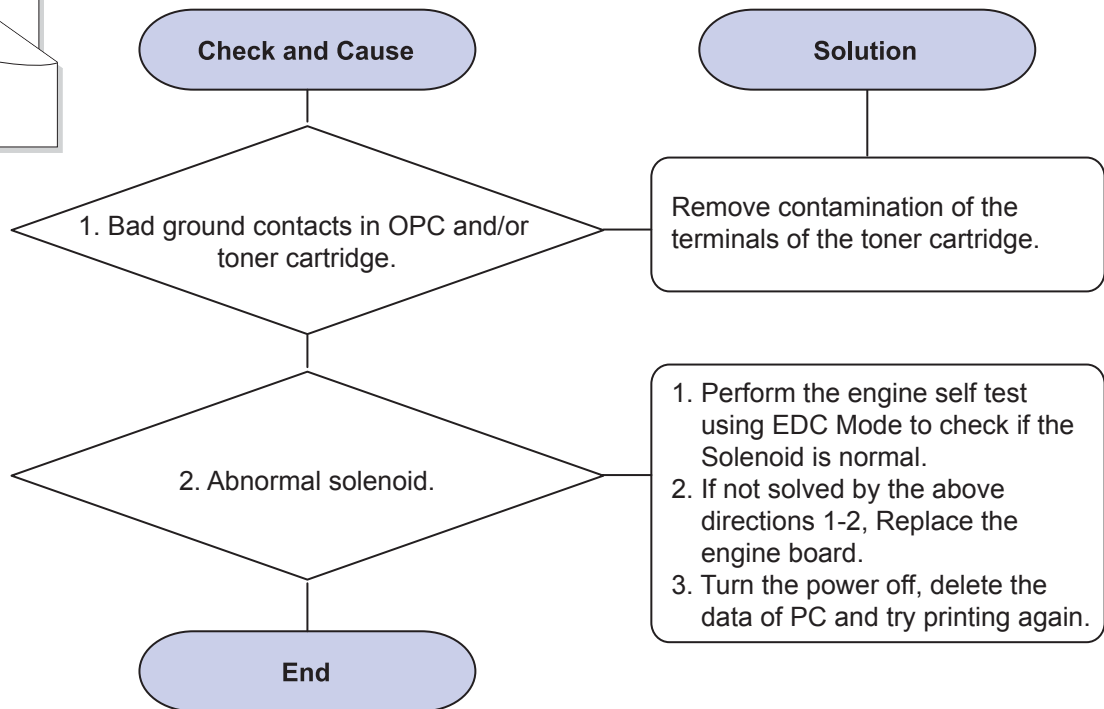 Check and Cause
Solution
1. Bad ground contacts in OPC and/or
toner cartridge.
Remove contamination of the
terminals of the toner cartridge.
2. Abnormal solenoid.
1. Perform the engine self test
using EDC Mode to check if the
Solenoid is normal.
2. If not solved by the above
directions 1-2, Replace the
engine board.
3. Turn the power off, delete the
data of PC and try printing again.
End